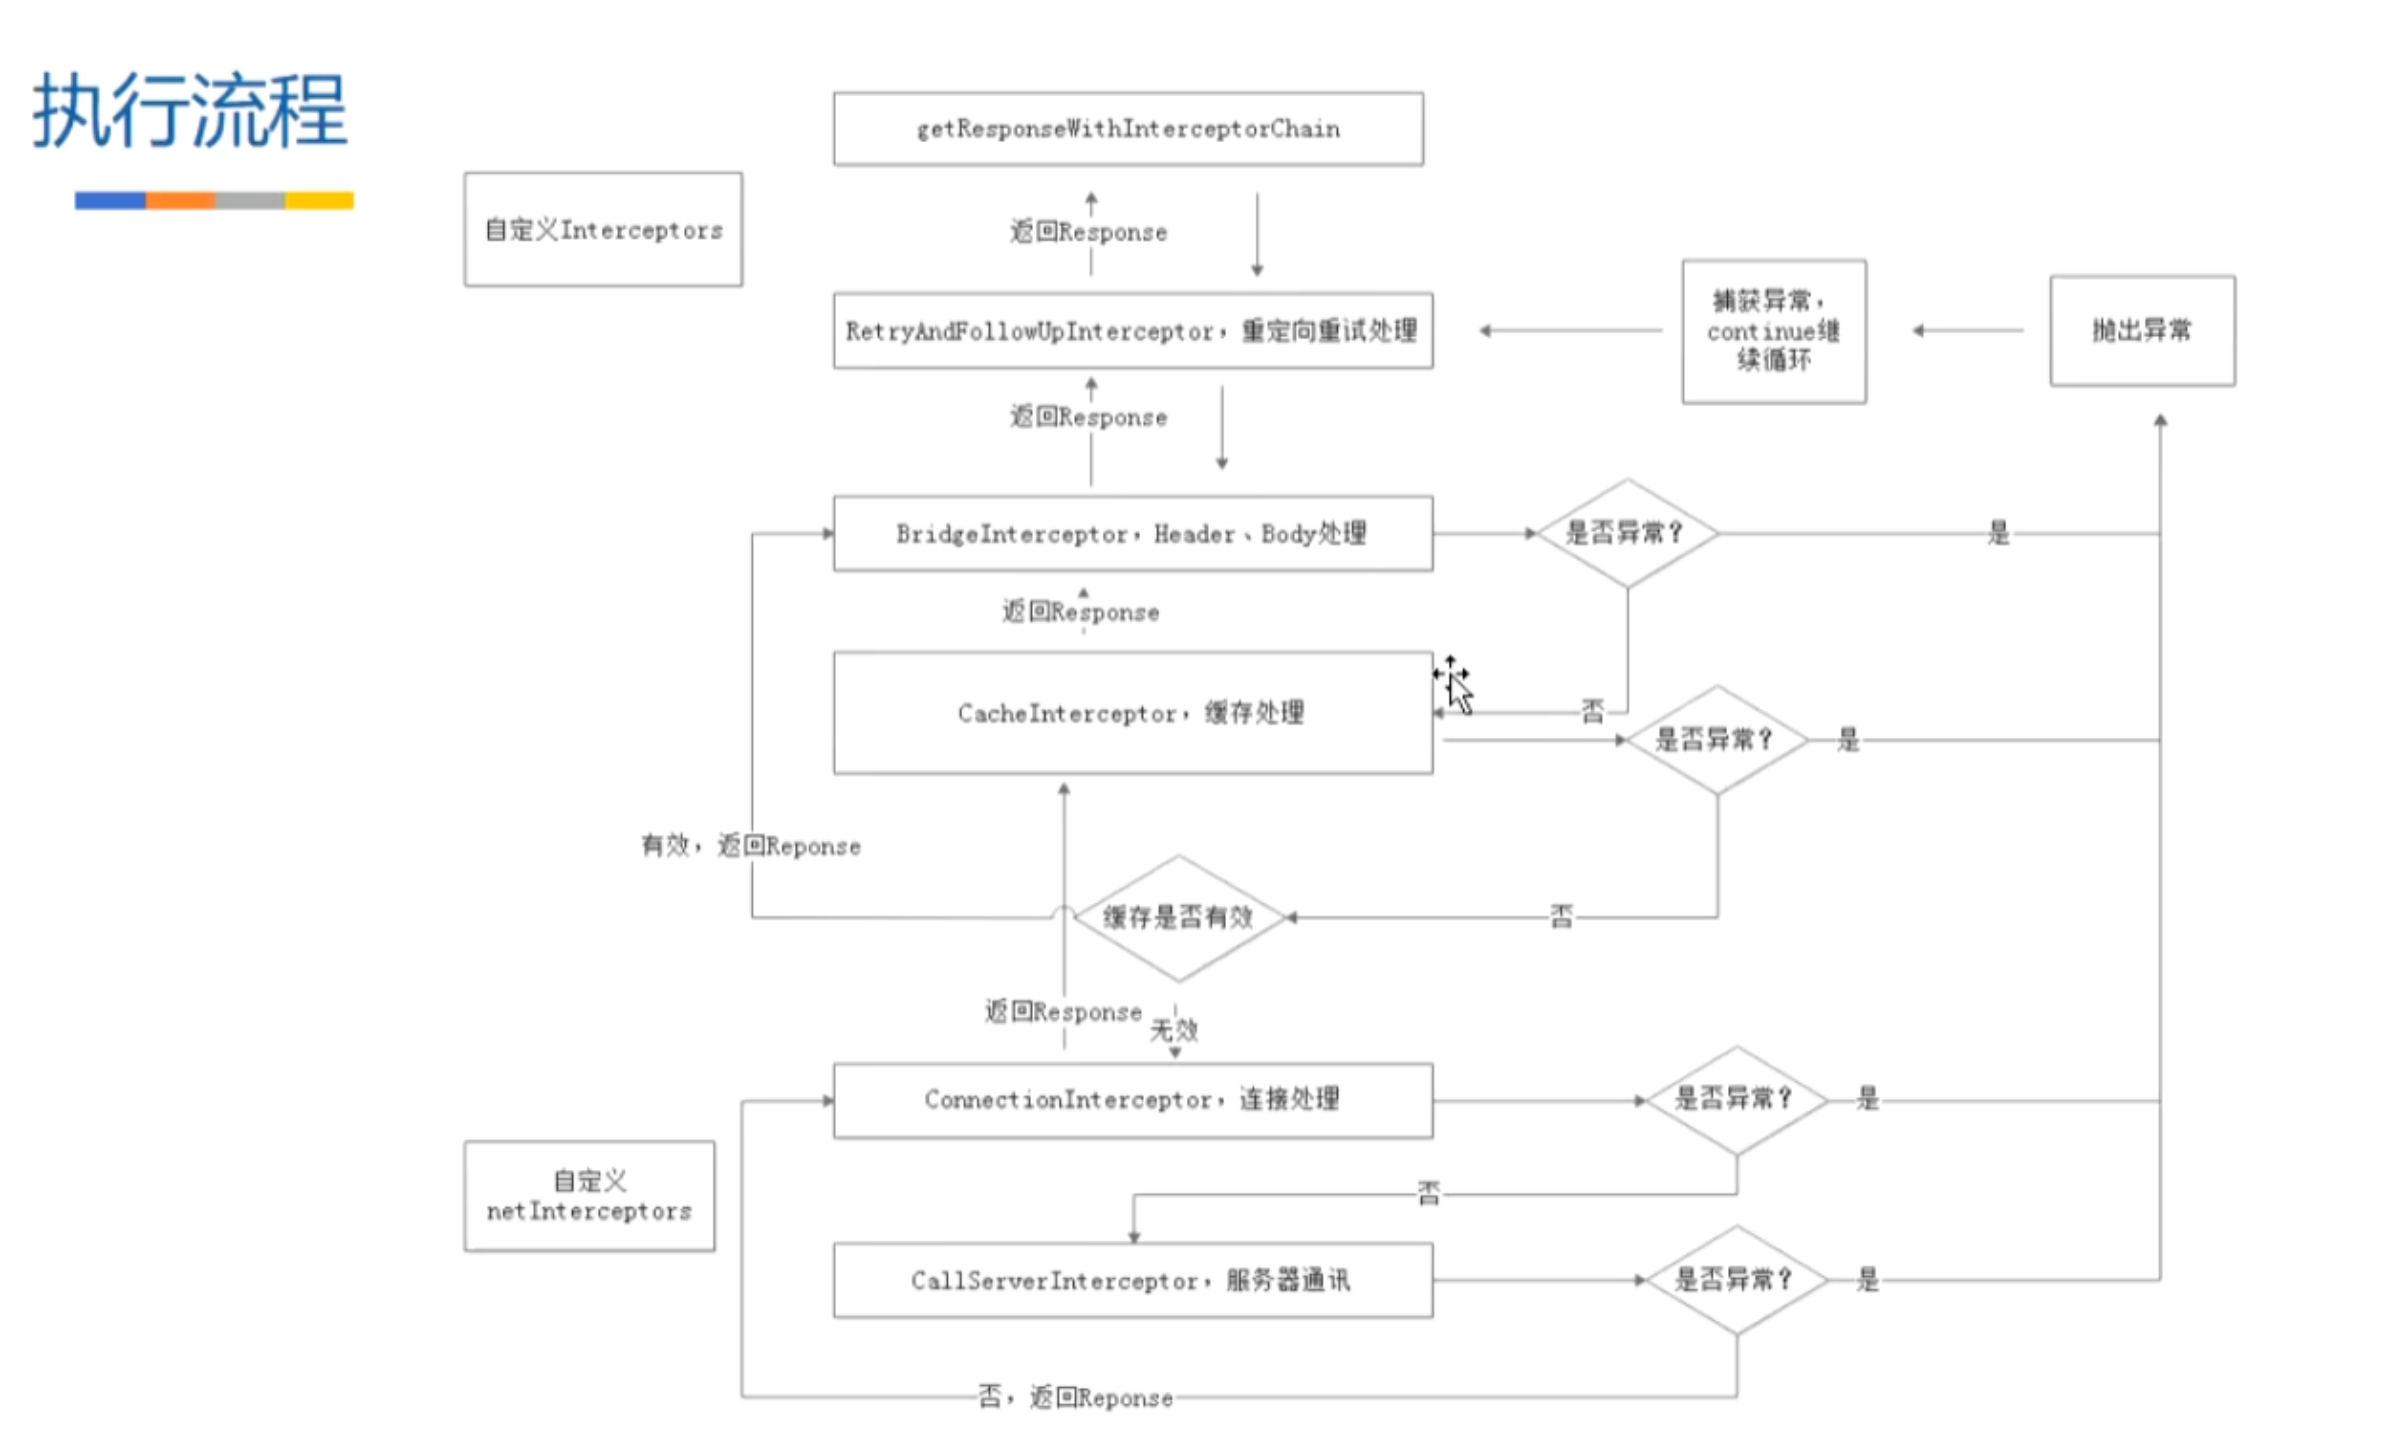 执行流程
getResponseWithInterceptorChain
自定义Interceptors
返回Response
RetryAndFollowUpInterceptor，重定向重试处理
捕获异常，
continue继
续循环
抛出异常
返回Response
BridgeInterceptor，Header、Body处理
是否异常？
是
返回Response
CacheInterceptor，缓存处理
否
是否异常？
是
有效，返回Reponse
缓存是否有效
否
返回Response
无效
ConnectionInterceptor，连接处理
是否异常？
是
自定义
netInterceptors
否
CallServerInterceptor，服务器通讯
是否异常？
是
否，返回Reponse